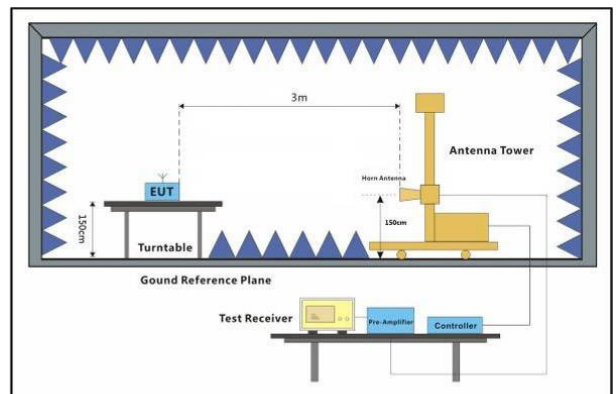 3m
Antenna Tower
Horn Antenna
EUT
150cm
150cm
Turntable
Gound Reference Plane
Test Receiver
Pre-Amplifier
Controller